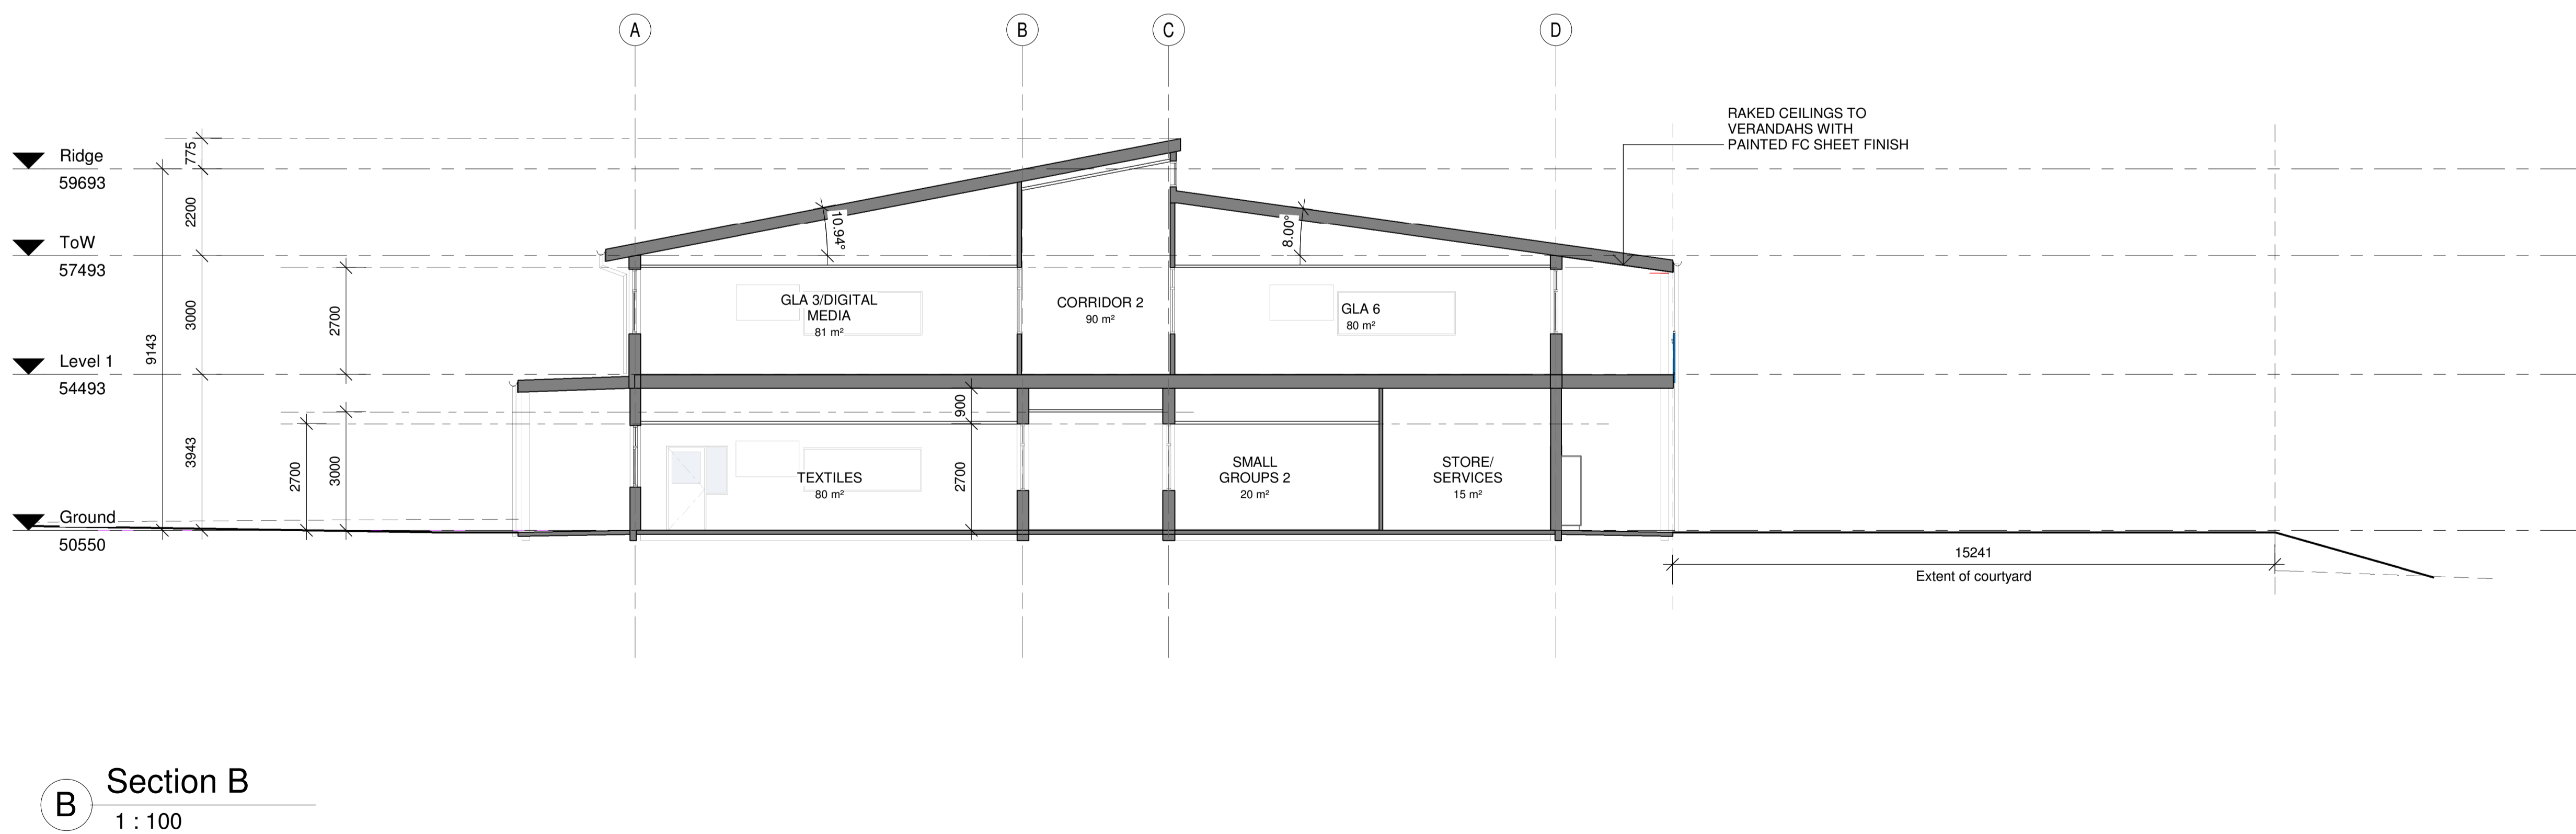 A
B
C
D
RAKED CEILINGS TO
VERANDAHS WITH
PAINTED FC SHEET FINISH
775
Ridge
59693
2200
10.94°
8.00°
ToW
57493
3000
2700
9143
GLA 3/DIGITAL
MEDIA
81 m²
CORRIDOR 2
90 m²
GLA 6
80 m²
Level 1
54493
900
3943
2700
3000
2700
TEXTILES
80 m²
SMALL
GROUPS 2
20 m²
STORE/
SERVICES
15 m²
Ground
50550
15241
Extent of courtyard
B
Section B
1 : 100